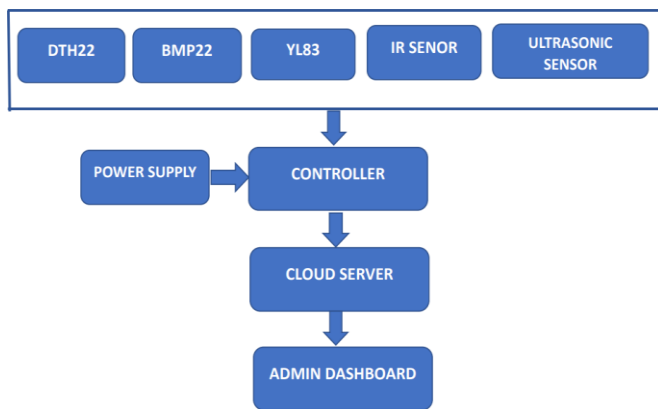 DTH22
BMP22
YL83
IR SENOR
ULTRASONIC
SENSOR
POWER SUPPLY
CONTROLLER
CLOUD SERVER
ADMIN DASHBOARD